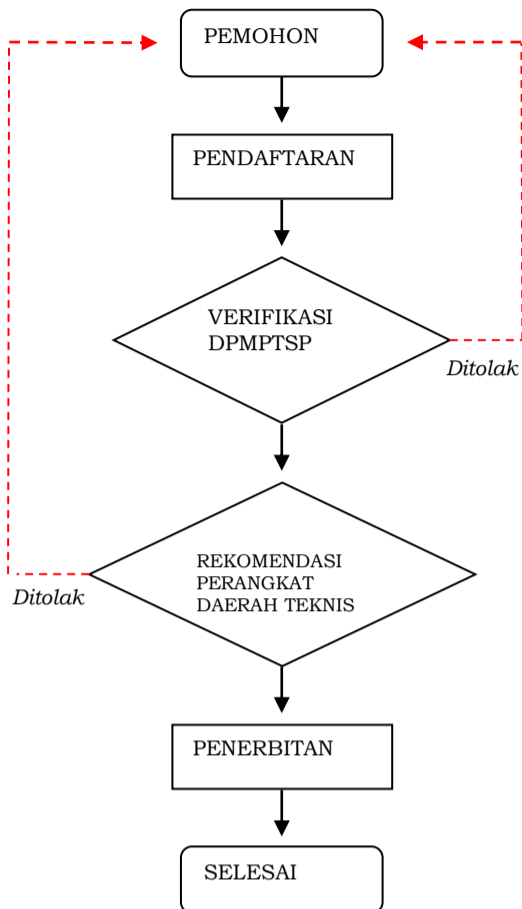 PEMOHON
PENDAFTARAN
VERIFIKASI
DPMPTSP
Ditolak
REKOMENDASI
PERANGKAT
DAERAH TEKNIS
Ditolak
PENERBITAN
SELESAI